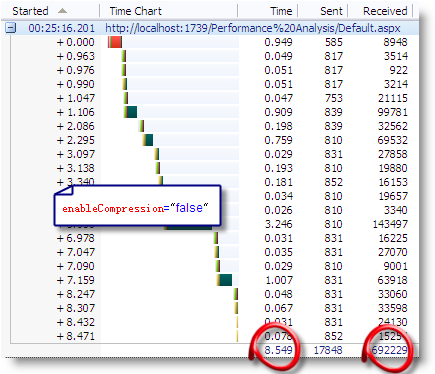 Started Time Chart Time Sent Received
00:25:16.201 http://localhost:1739/Performance%20Analysis/Default.aspx
+ 0.000 0.949 585 8948
+ 0.963 0.049 817 3514
+ 0.976 0.051 817 922
+ 0.990 0.051 817 3214
+ 1.047 0.047 753 21115
+ 1.106 0.909 839 99781
+ 2.086 0.198 839 32562
+ 2.295 0.759 810 69532
+ 3.097 0.029 831 27858
+ 3.138 0.193 810 19880
+ 3.340 0.181 852 16153
0.034 810 19657
enableCompression="false"
0.026 810 3340
3.246 810 143497
+ 6.978 0.031 831 16225
+ 7.047 0.035 831 27070
+ 7.090 0.029 831 9001
+ 7.159 1.007 831 63918
+ 8.247 0.048 831 33060
+ 8.307 0.067 831
+ 8.432 0.031 831 24130
+ 8.471 0.078 852
8.549 17848 692229